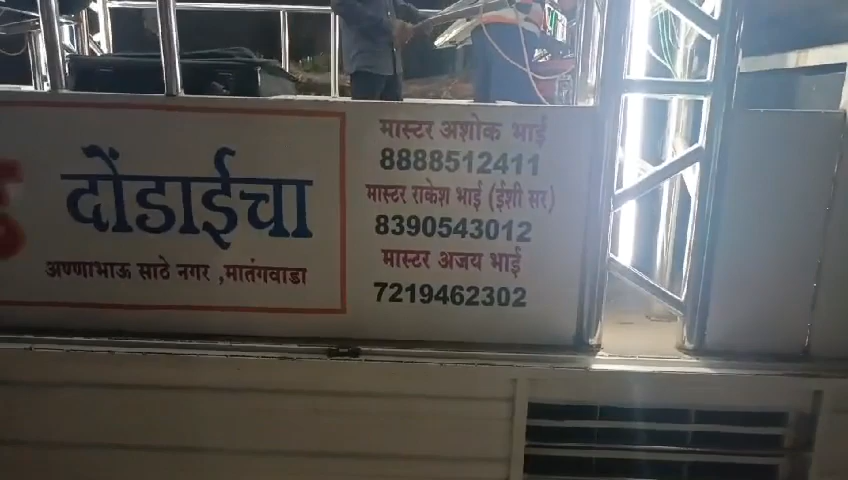 दोंडाईचा
अण्णाभाऊ साठे नगर ,मातंगवाडा
मास्टर अशोक भाई
8888512411
मास्टर राकेश भाई (ईशी सर)
8390543012
मास्टर अजय भाई
7219462302